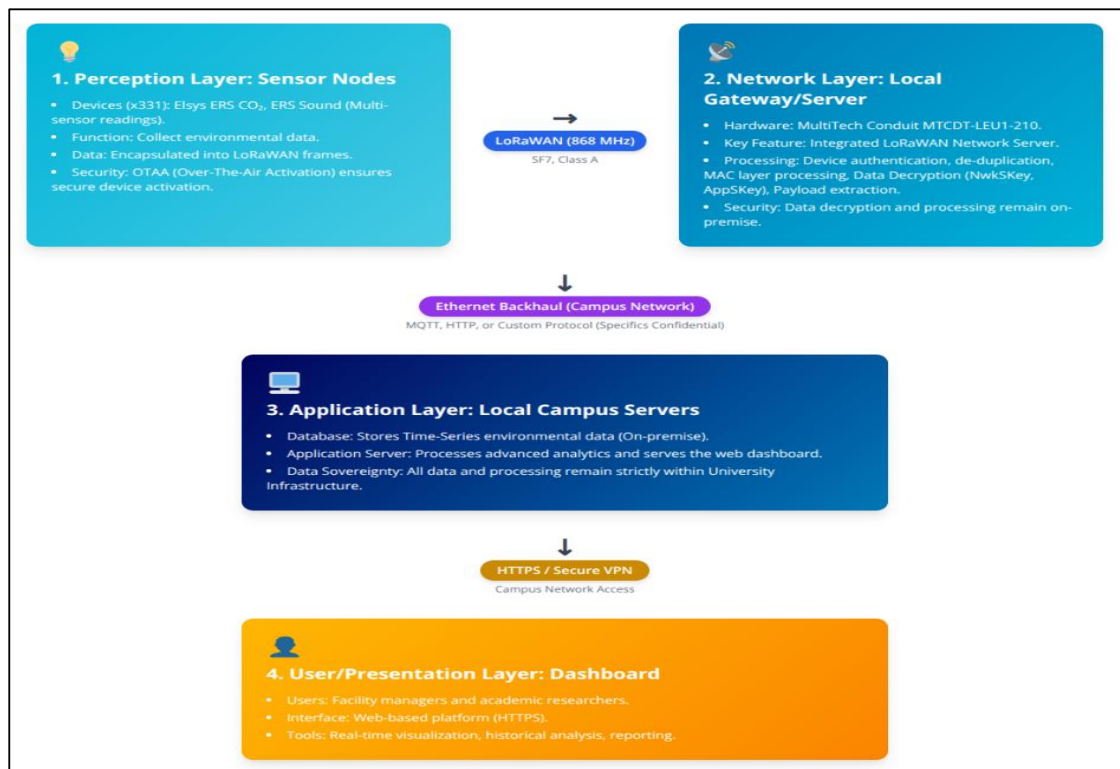 1. Perception Layer: Sensor Nodes
• Devices (x331): Elsys ERS CO₂, ERS Sound (Multi-
sensor readings).
• Function: Collect environmental data.
• Data: Encapsulated into LoRaWAN frames.
• Security: OTAA (Over-The-Air Activation) ensures
secure device activation.
→
LoRaWAN (868 MHz)
SF7, Class A
2. Network Layer: Local
Gateway/Server
• Hardware: MultiTech Conduit MTCDT-LEU1-210.
• Key Feature: Integrated LoRaWAN Network Server.
• Processing: Device authentication, de-duplication,
MAC layer processing, Data Decryption (NwkSKey,
AppSKey), Payload extraction.
• Security: Data decryption and processing remain on-
premise.
↓
Ethernet Backhaul (Campus Network)
MQTT, HTTP, or Custom Protocol (Specifics Confidential)
3. Application Layer: Local Campus Servers
• Database: Stores Time-Series environmental data (On-premise).
• Application Server: Processes advanced analytics and serves the web dashboard.
• Data Sovereignty: All data and processing remain strictly within University
Infrastructure.
↓
HTTPS / Secure VPN
Campus Network Access
4. User/Presentation Layer: Dashboard
• Users: Facility managers and academic researchers.
• Interface: Web-based platform (HTTPS).
• Tools: Real-time visualization, historical analysis, reporting.